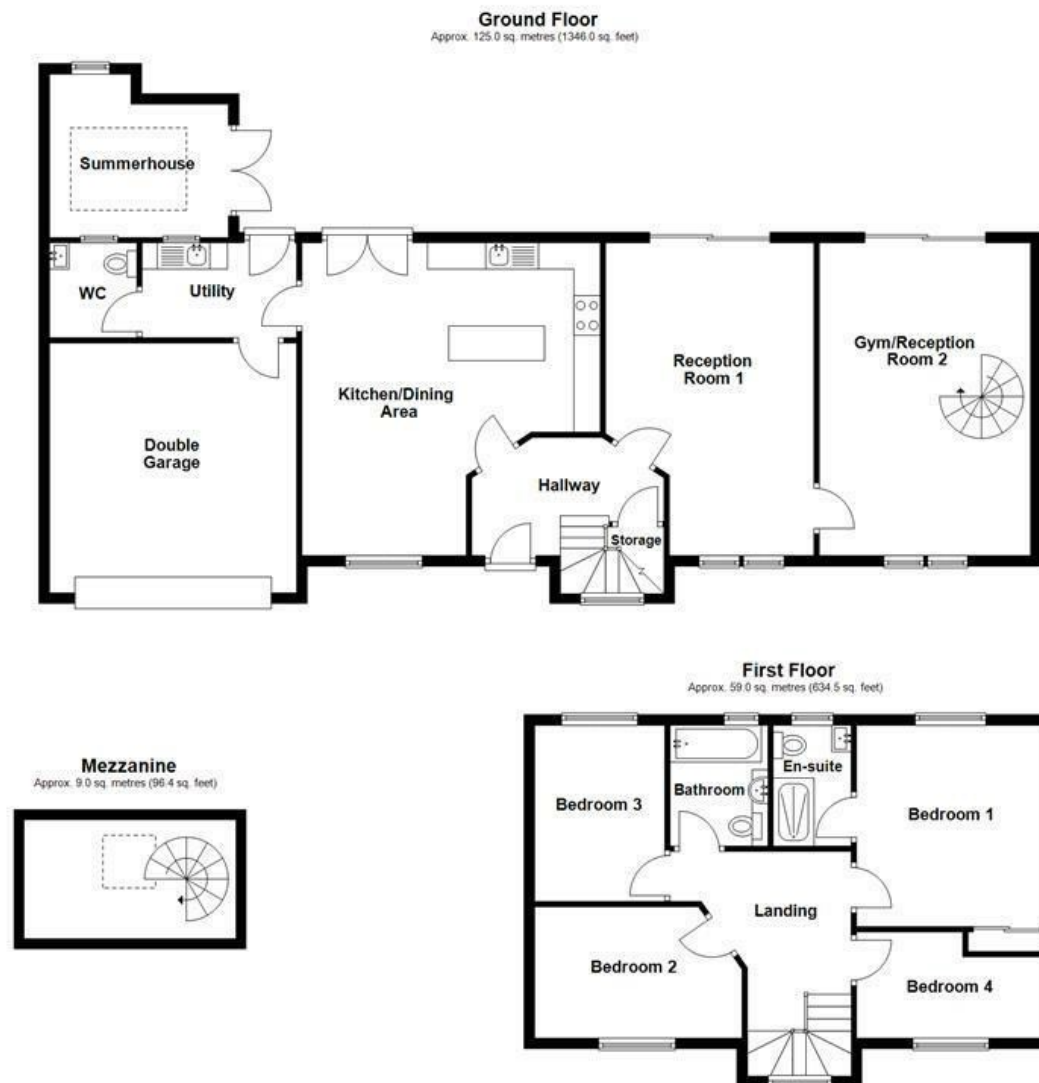 Ground Floor
Approx. 125.0 sq. metres (1346.0 sq. feet)
Summerhouse
WC
Utility
Kitchen/Dining
Area
Reception
Room 1
Gym/Reception
Room 2
Double
Garage
Hallway
Storage
First Floor
Approx. 59.0 sq. metres (634.5 sq. feet)
Mezzanine
Approx. 9.0 sq. metres (96.4 sq. feet)
Bedroom 3
Bathroom
En-suite
Bedroom 1
Landing
Bedroom 2
Bedroom 4